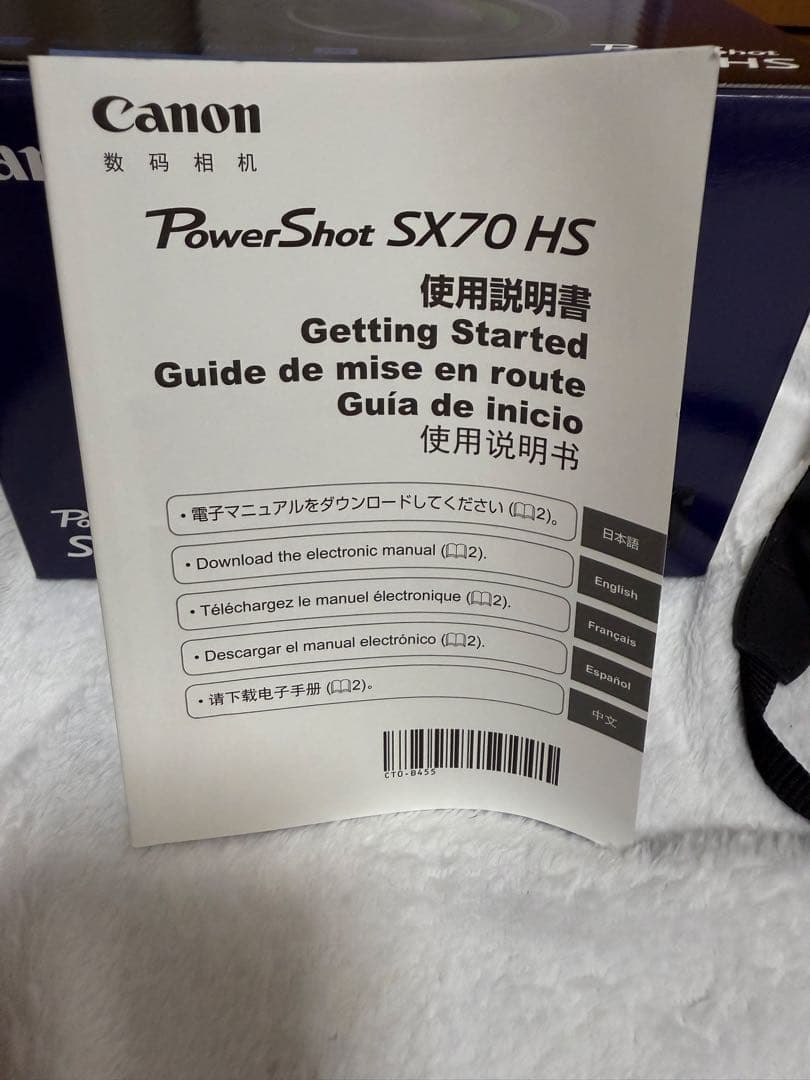 PowerShot
HS
Canon
数码相机
PowerShot SX70 HS
使用説明書
Getting Started
Guide de mise en route
Guía de inicio
使用说明书
・電子マニュアルをダウンロードしてください (📖2)。
日本語
• Download the electronic manual (📖2).
English
• Téléchargez le manuel électronique (📖2).
Français
• Descargar el manual electrónico (📖2).
Español
• 请下载电子手册 (📖2)。
中文
CT0-8455